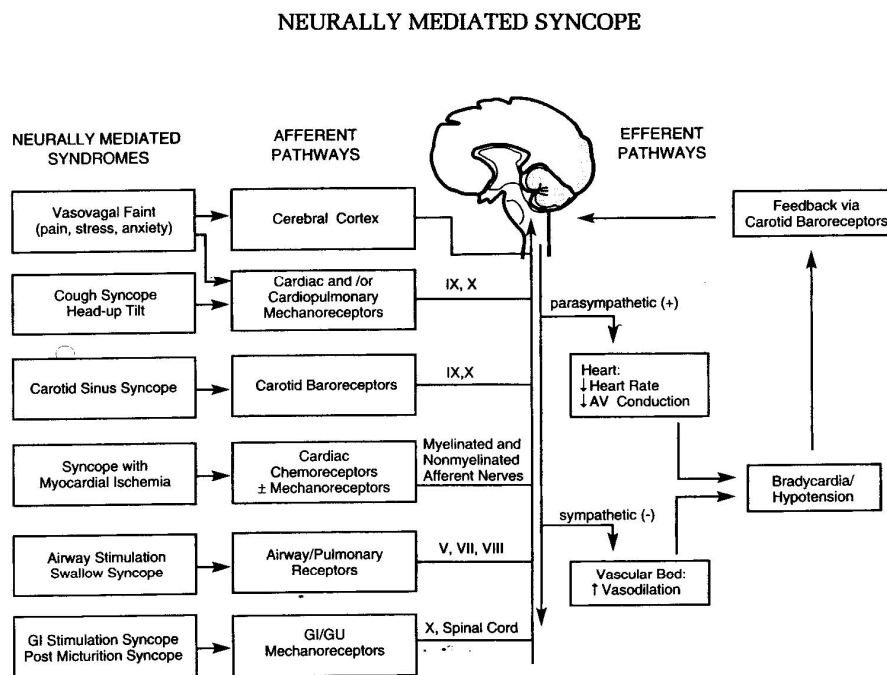 NEURALLY MEDIATED SYNCOPE
NEURALLY MEDIATED
SYNDROMES
AFFERENT
PATHWAYS
EFFERENT
PATHWAYS
Vasovagal Faint
(pain, stress, anxiety)
Cerebral Cortex
Feedback via
Carotid Baroreceptors
Cough Syncope
Head-up Tilt
Cardiac and /or
Cardiopulmonary
Mechanoreceptors
IX, X
parasympathetic (+)
Heart:
↓Heart Rate
↓AV Conduction
Carotid Sinus Syncope
Carotid Baroreceptors
IX,X
Syncope with
Myocardial Ischemia
Cardiac
Chemoreceptors
± Mechanoreceptors
Myelinated and
Nonmyelinated
Afferent Nerves
Bradycardia/
Hypotension
sympathetic (-)
Airway Stimulation
Swallow Syncope
Airway/Pulmonary
Receptors
V, VII, VIII
Vascular Bod:
↑ Vasodilation
GI Stimulation Syncope
Post Micturition Syncope
GI/GU
Mechanoreceptors
X, Spinal Cord